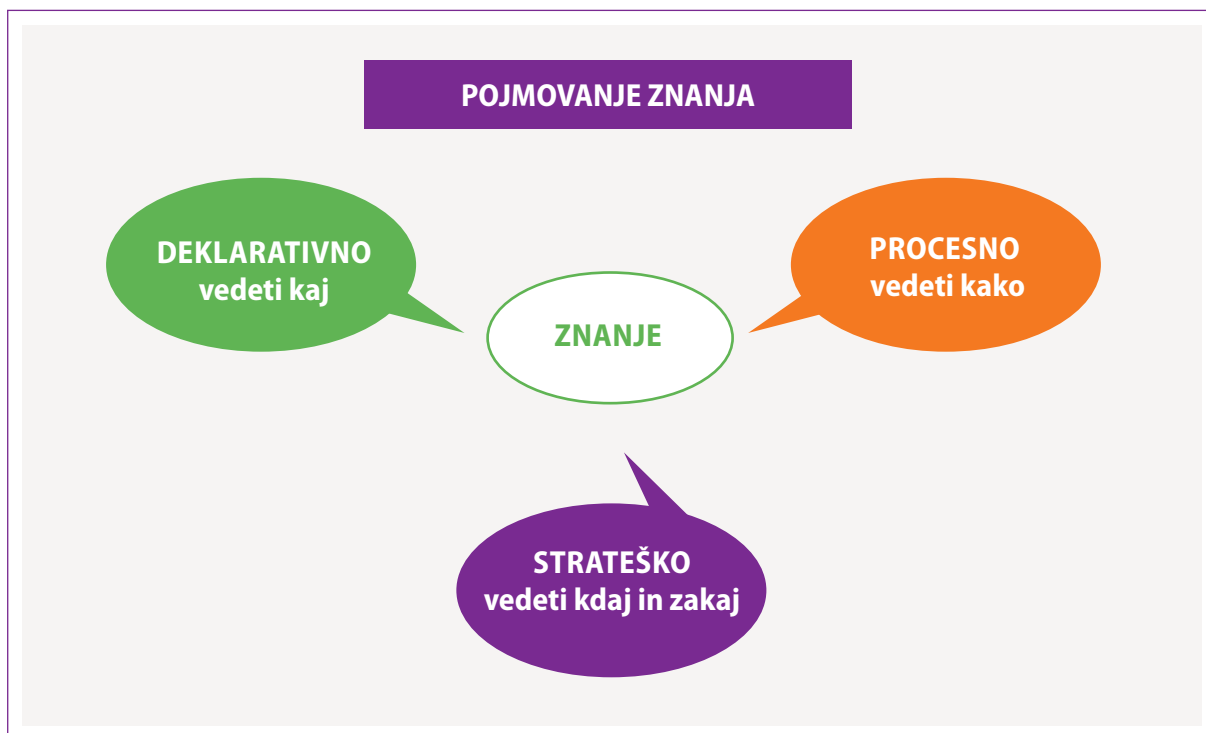 POJMOVANJE ZNANJA
DEKLARATIVNO
vedeti kaj
PROCESNO
vedeti kako
ZNANJE
STRATEŠKO
vedeti kdaj in zakaj